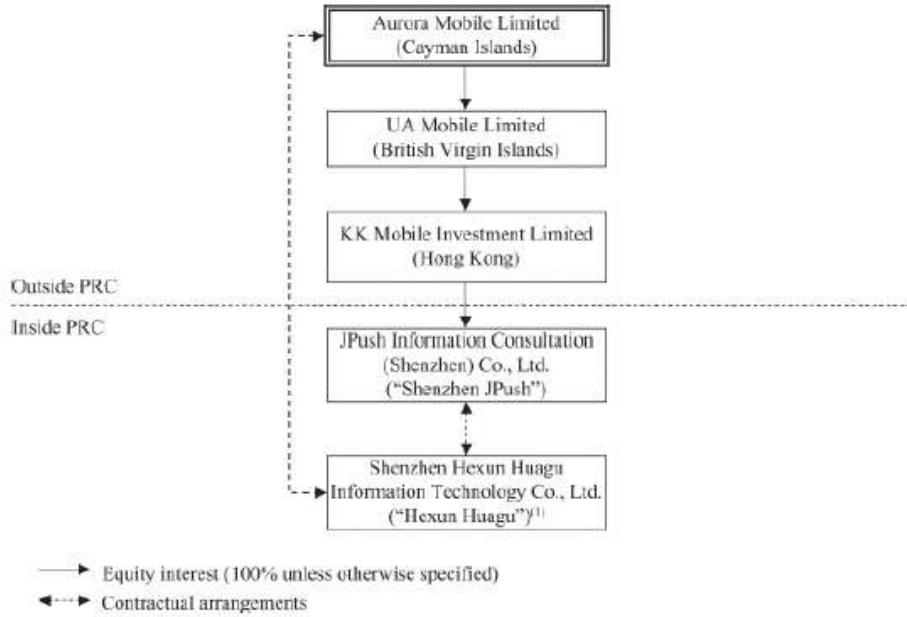 Aurora Mobile Limited
(Cayman Islands)
UA Mobile Limited
(British Virgin Islands)
KK Mobile Investment Limited
(Hong Kong)
Outside PRC
Inside PRC
JPush Information Consultation
(Shenzhen) Co., Ltd.
(“Shenzhen JPush”)
Shenzhen Hexun Huagu
Information Technology Co., Ltd.
(“Hexun Huagu”)(1)
Equity interest (100% unless otherwise specified)
Contractual arrangements